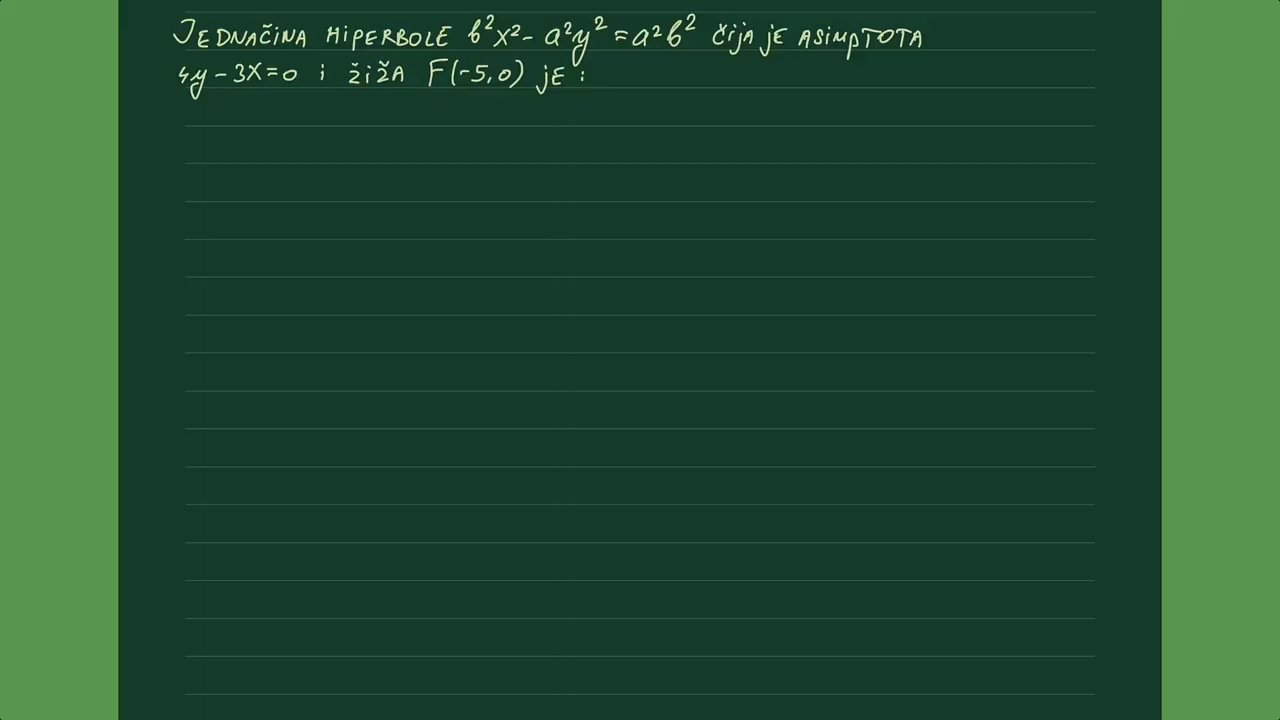 JEDNAČINA HIPERBOLE b²x² - a²y² = a²b² ČIJA JE ASIMPTOTA
4y - 3x = 0 i ŽIŽA F(-5,0) JE :